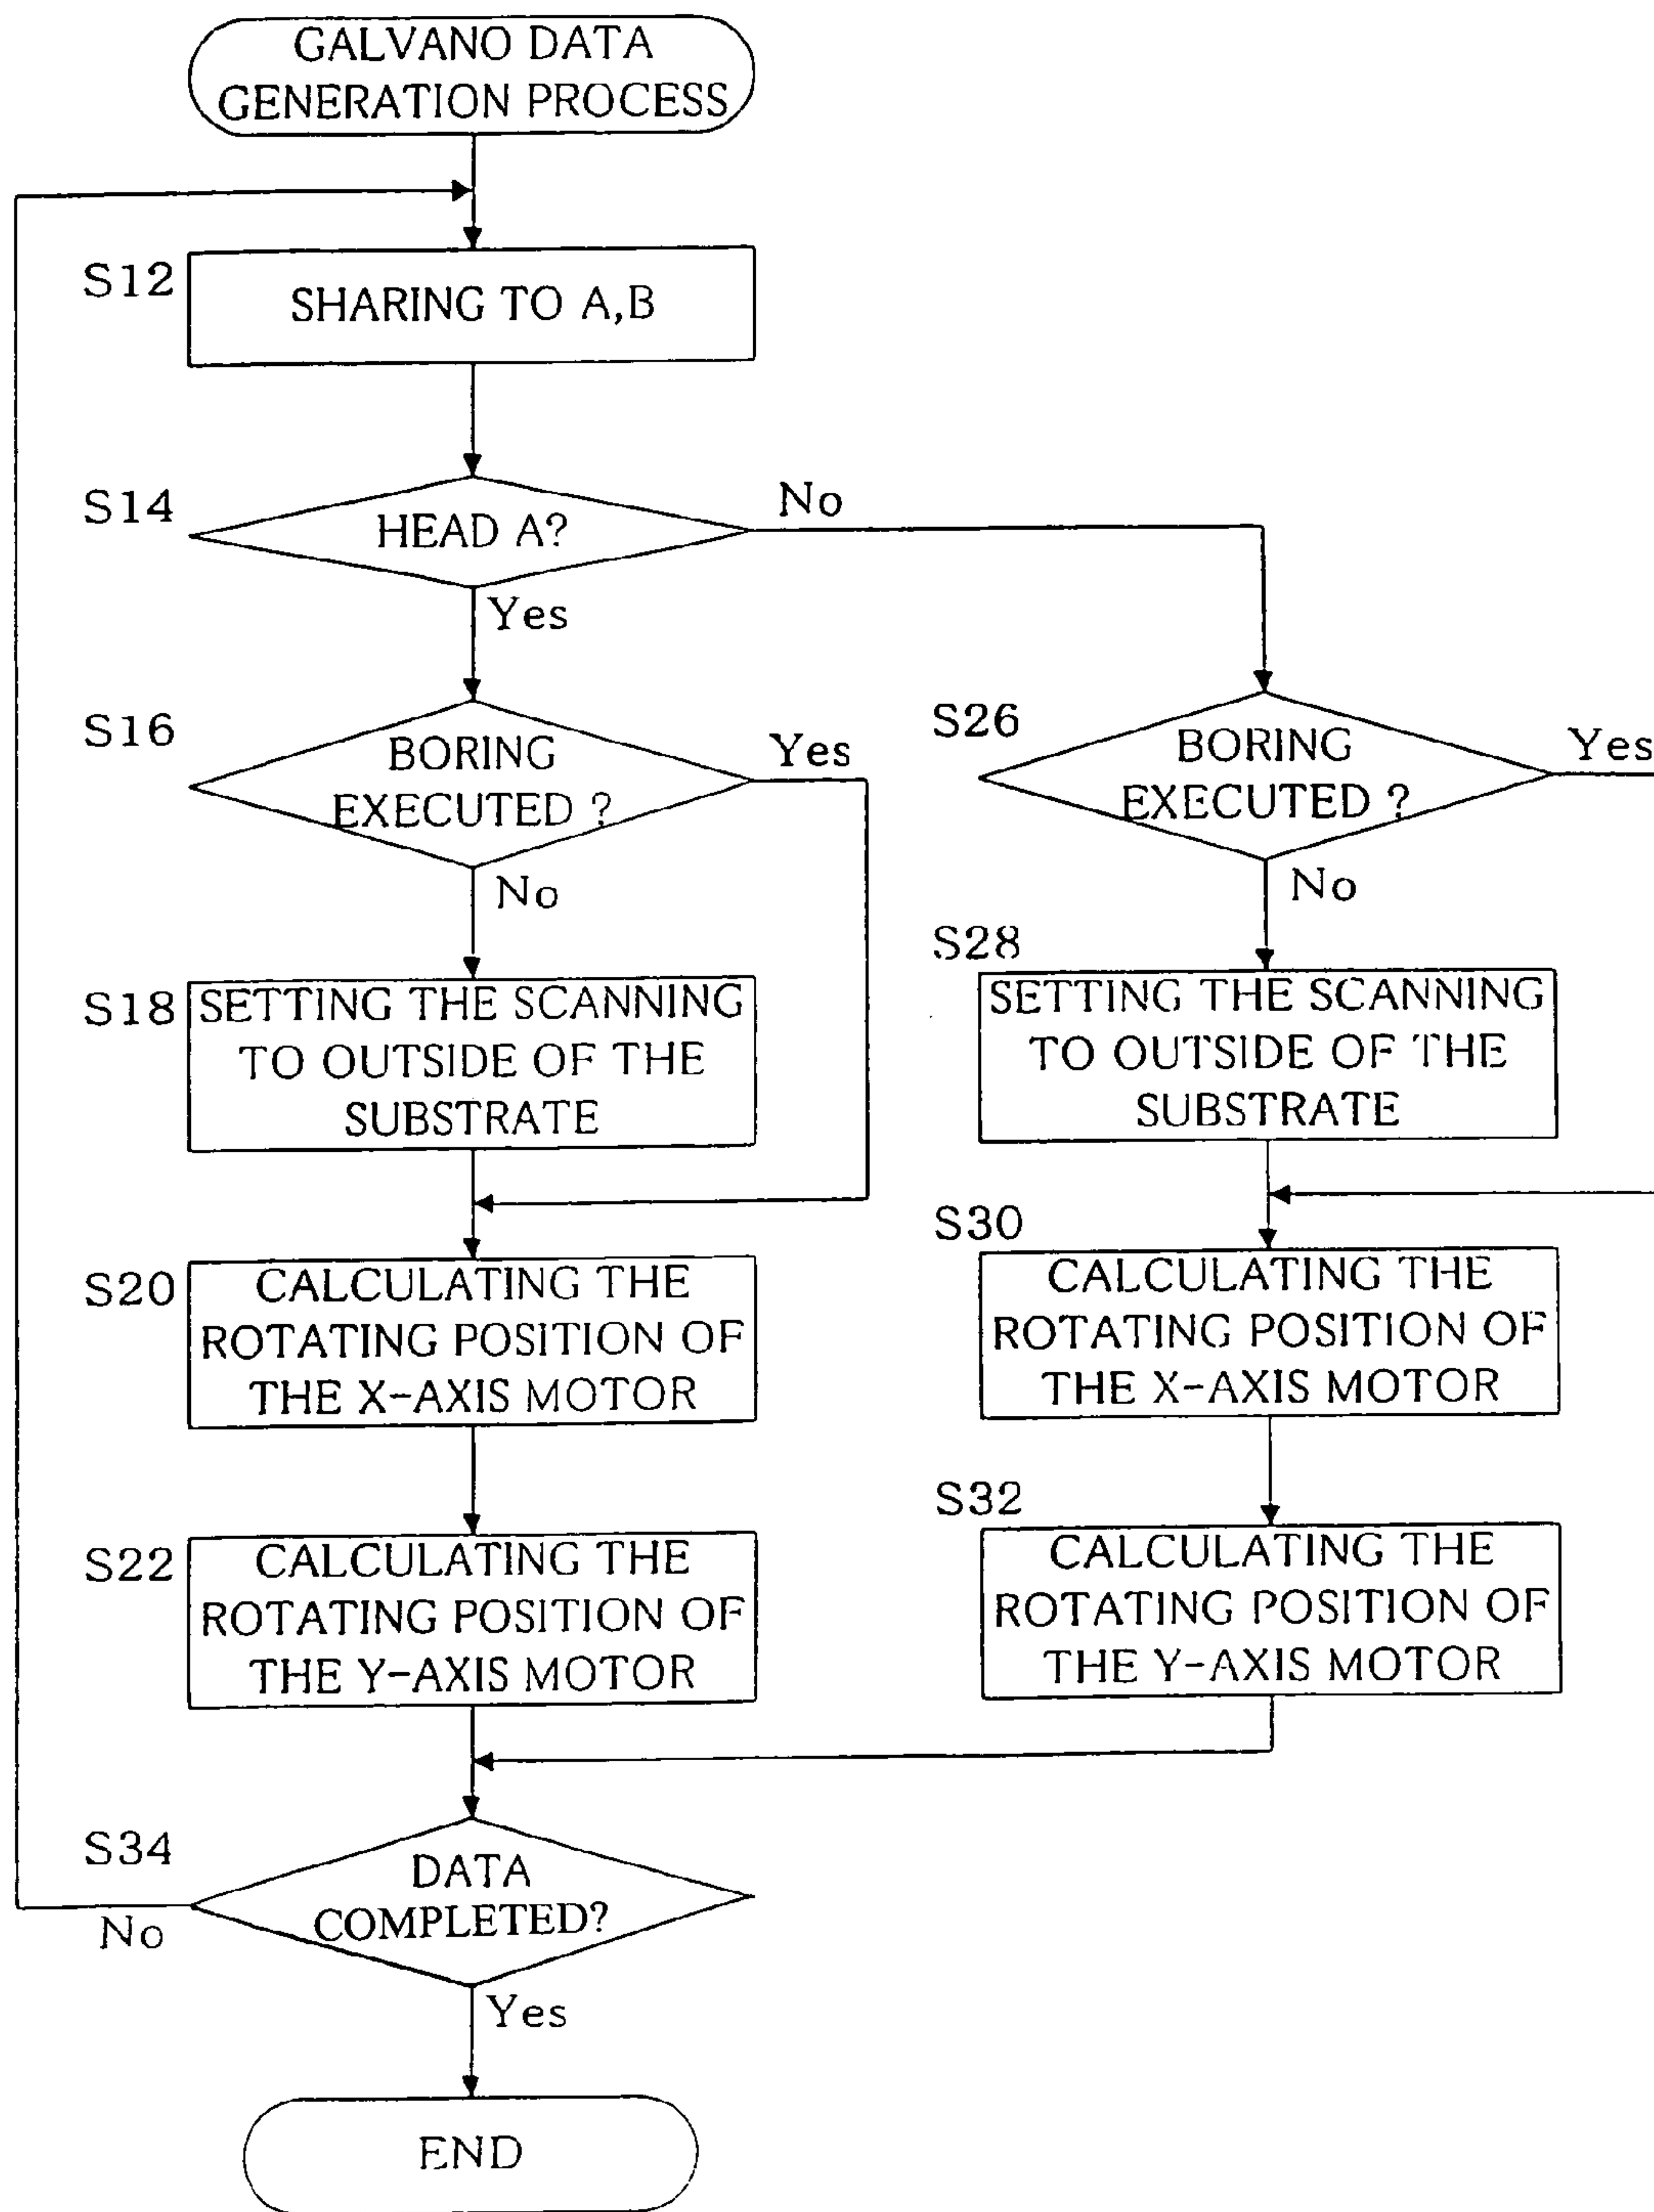 GALVANO DATA
GENERATION PROCESS
S12
SHARING TO A,B
S14
HEAD A?
No
Yes
S16
BORING
EXECUTED ?
Yes
No
S26
BORING
EXECUTED ?
Yes
No
S18
SETTING THE SCANNING
TO OUTSIDE OF THE
SUBSTRATE
S28
SETTING THE SCANNING
TO OUTSIDE OF THE
SUBSTRATE
S20
CALCULATING THE
ROTATING POSITION OF
THE X-AXIS MOTOR
S30
CALCULATING THE
ROTATING POSITION OF
THE X-AXIS MOTOR
S22
CALCULATING THE
ROTATING POSITION OF
THE Y-AXIS MOTOR
S32
CALCULATING THE
ROTATING POSITION OF
THE Y-AXIS MOTOR
S34
DATA
COMPLETED?
No
Yes
END